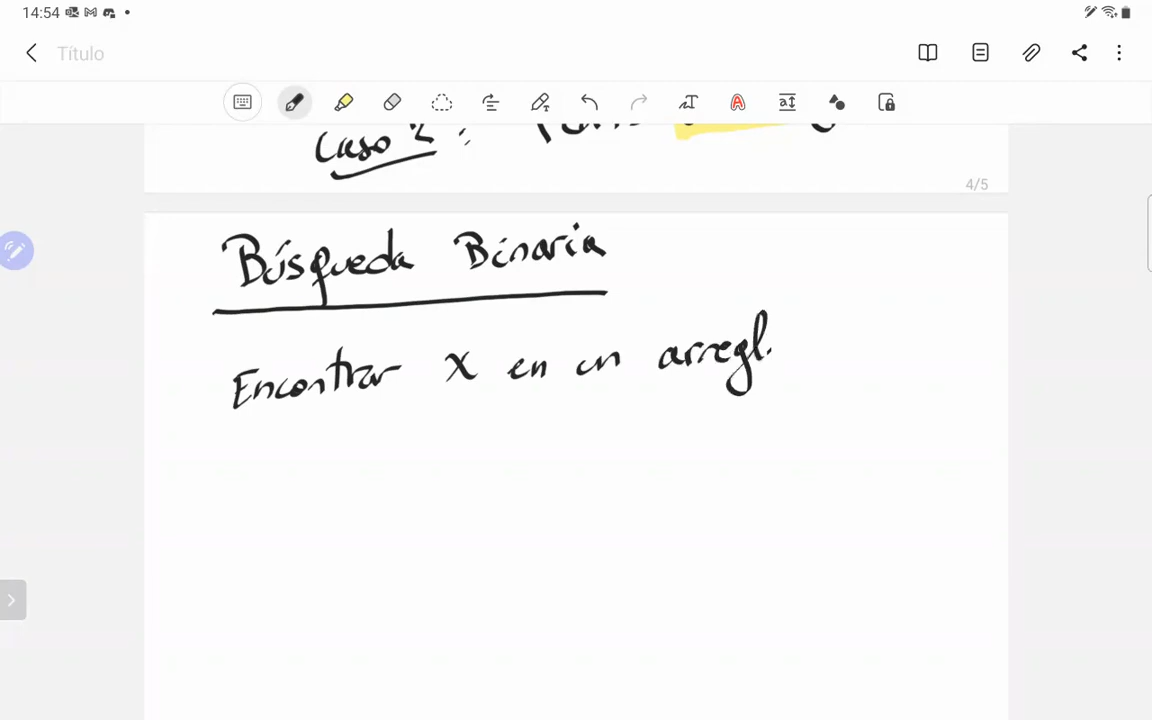 14:54
Título
Caso 2:
4/5
Búsqueda Binaria
Encontrar x en un arregl.